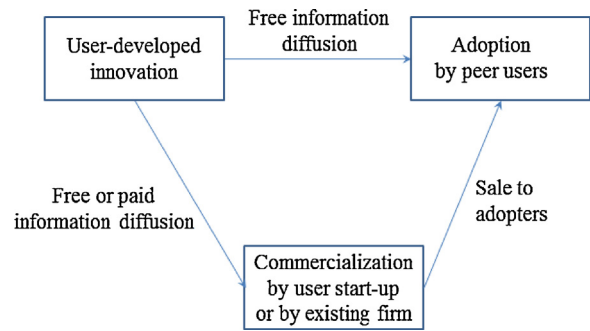 User-developed
innovation
Free information
diffusion
Adoption
by peer users
Free or paid
information diffusion
Sale to
adopters
Commercialization
by user start-up
or by existing firm